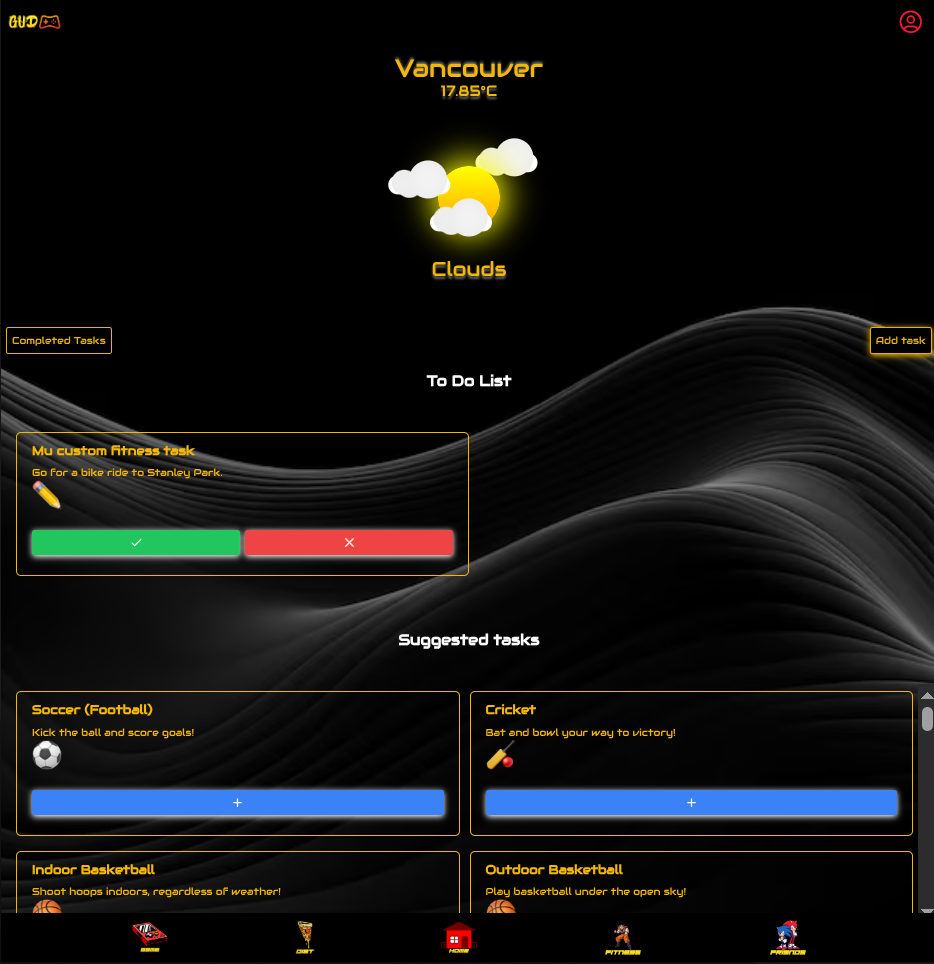 GUD
Vancouver
17.85°C
Clouds
Completed Tasks
Add task
To Do List
My custom fitness task
Go for a bike ride to Stanley Park.
Suggested tasks
Soccer (Football)
Kick the ball and score goals!
Cricket
Bat and bowl your way to victory!
Indoor Basketball
Shoot hoops indoors, regardless of weather!
Outdoor Basketball
Play basketball under the open sky!
DIET
HOME
FITNESS
FRIENDS